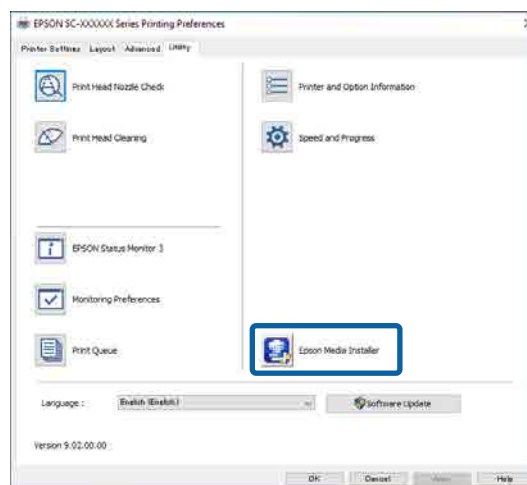 EPSON SC-XXXXXX Series Printing Preferences
Printer Settings Layout Advanced Utility
Print Head Nozzle Check
Printer and Option Information
Print Head Cleaning
Speed and Progress
EPSON Status Monitor 3
Monitoring Preferences
Print Queue
Epson Media Installer
Language :
English (English)
Software Update
Version 9.02.00.00
OK Cancel Help